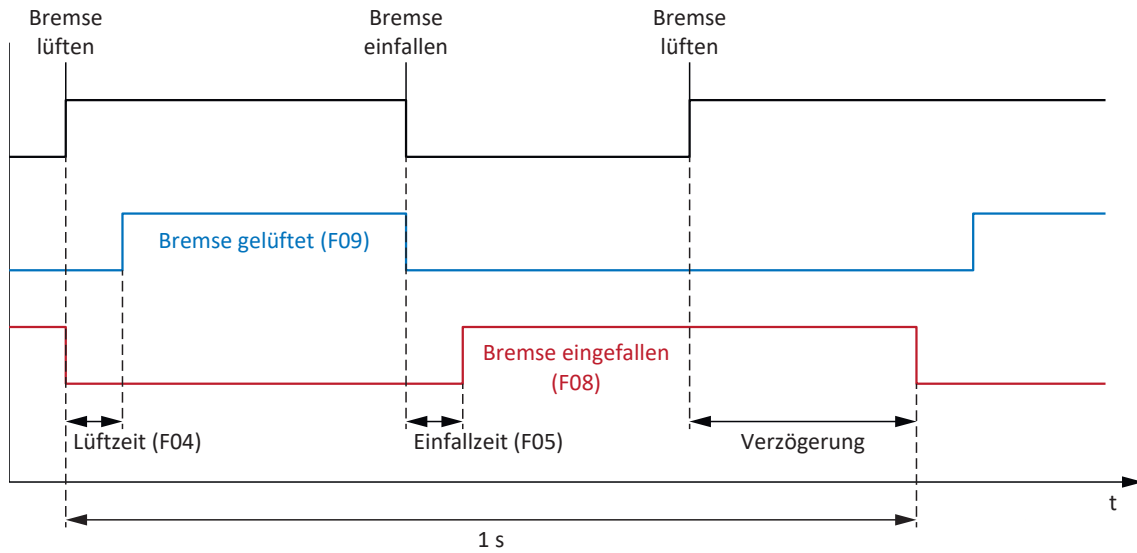 Bremse
lüften
Bremse
einfallen
Bremse
lüften
Bremse gelüftet (F09)
Bremse eingefallen
(F08)
Lüftzeit (F04)
Einfallzeit (F05)
Verzögerung
t
1 s